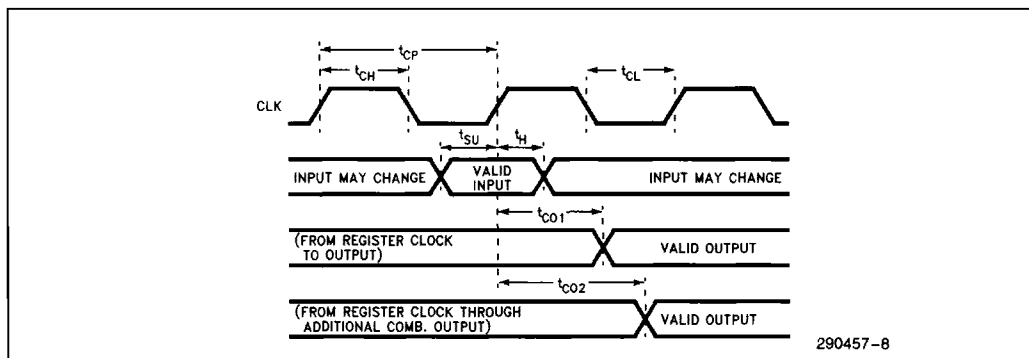 tCP
tCH
tCL
CLK
tSU
tH
INPUT MAY CHANGE
VALID
INPUT
INPUT MAY CHANGE
tCO1
(FROM REGISTER CLOCK
TO OUTPUT)
VALID OUTPUT
tCO2
(FROM REGISTER CLOCK THROUGH
ADDITIONAL COMB. OUTPUT)
VALID OUTPUT
290457-8